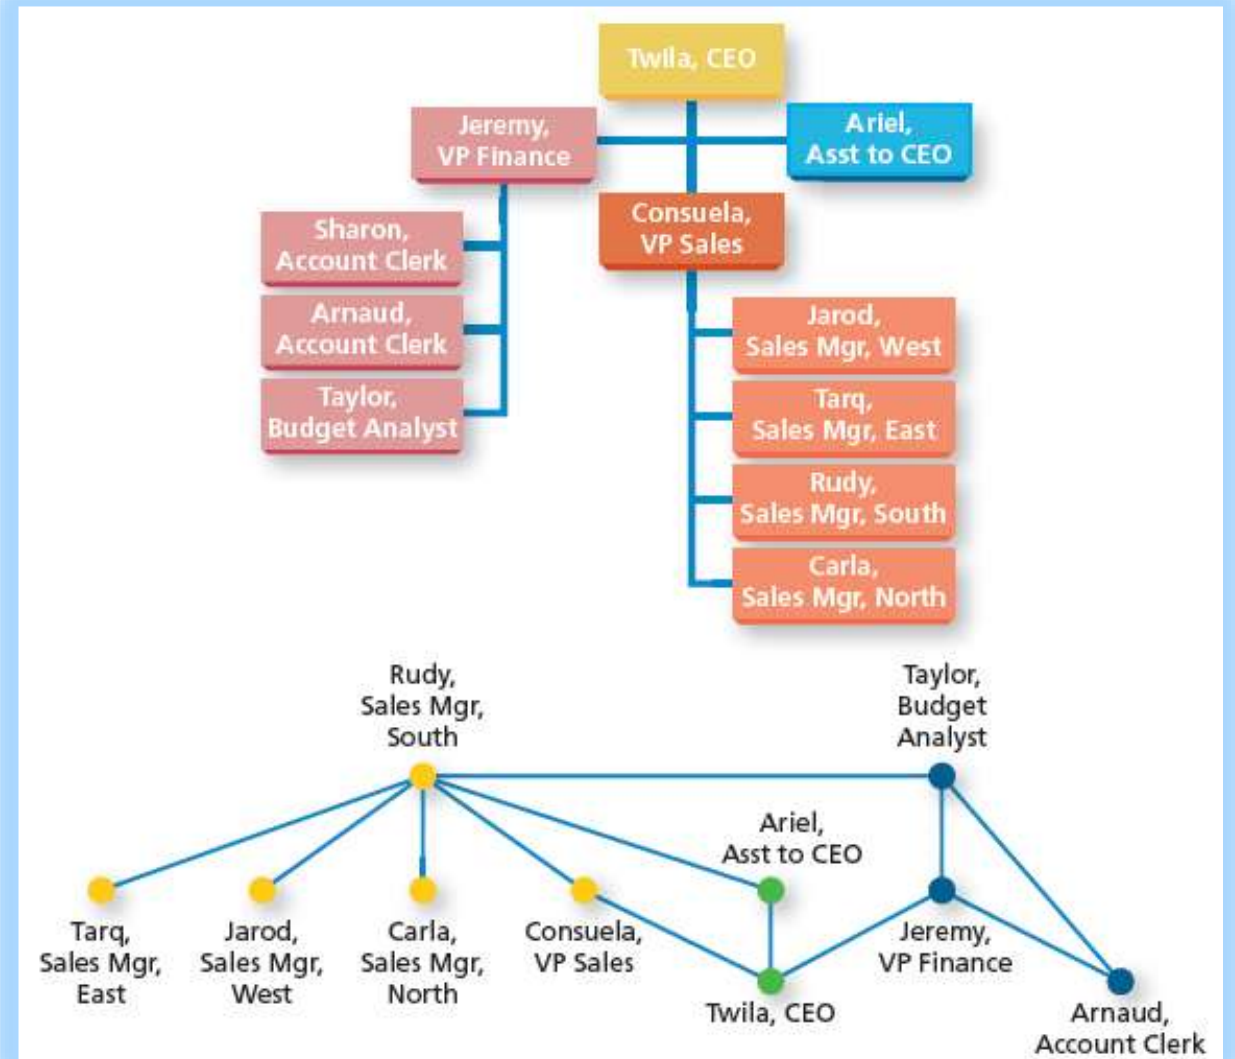 Twila, CEO
Jeremy,
VP Finance
Ariel,
Asst to CEO
Consuela,
VP Sales
Sharon,
Account Clerk
Arnaud,
Account Clerk
Taylor,
Budget Analyst
Jarod,
Sales Mgr, West
Tarq,
Sales Mgr, East
Rudy,
Sales Mgr, South
Carla,
Sales Mgr, North
Rudy,
Sales Mgr,
South
Taylor,
Budget
Analyst
Ariel,
Asst to CEO
Tarq,
Sales Mgr,
East
Jarod,
Sales Mgr,
West
Carla,
Sales Mgr,
North
Consuela,
VP Sales
Twila, CEO
Jeremy,
VP Finance
Arnaud,
Account Clerk